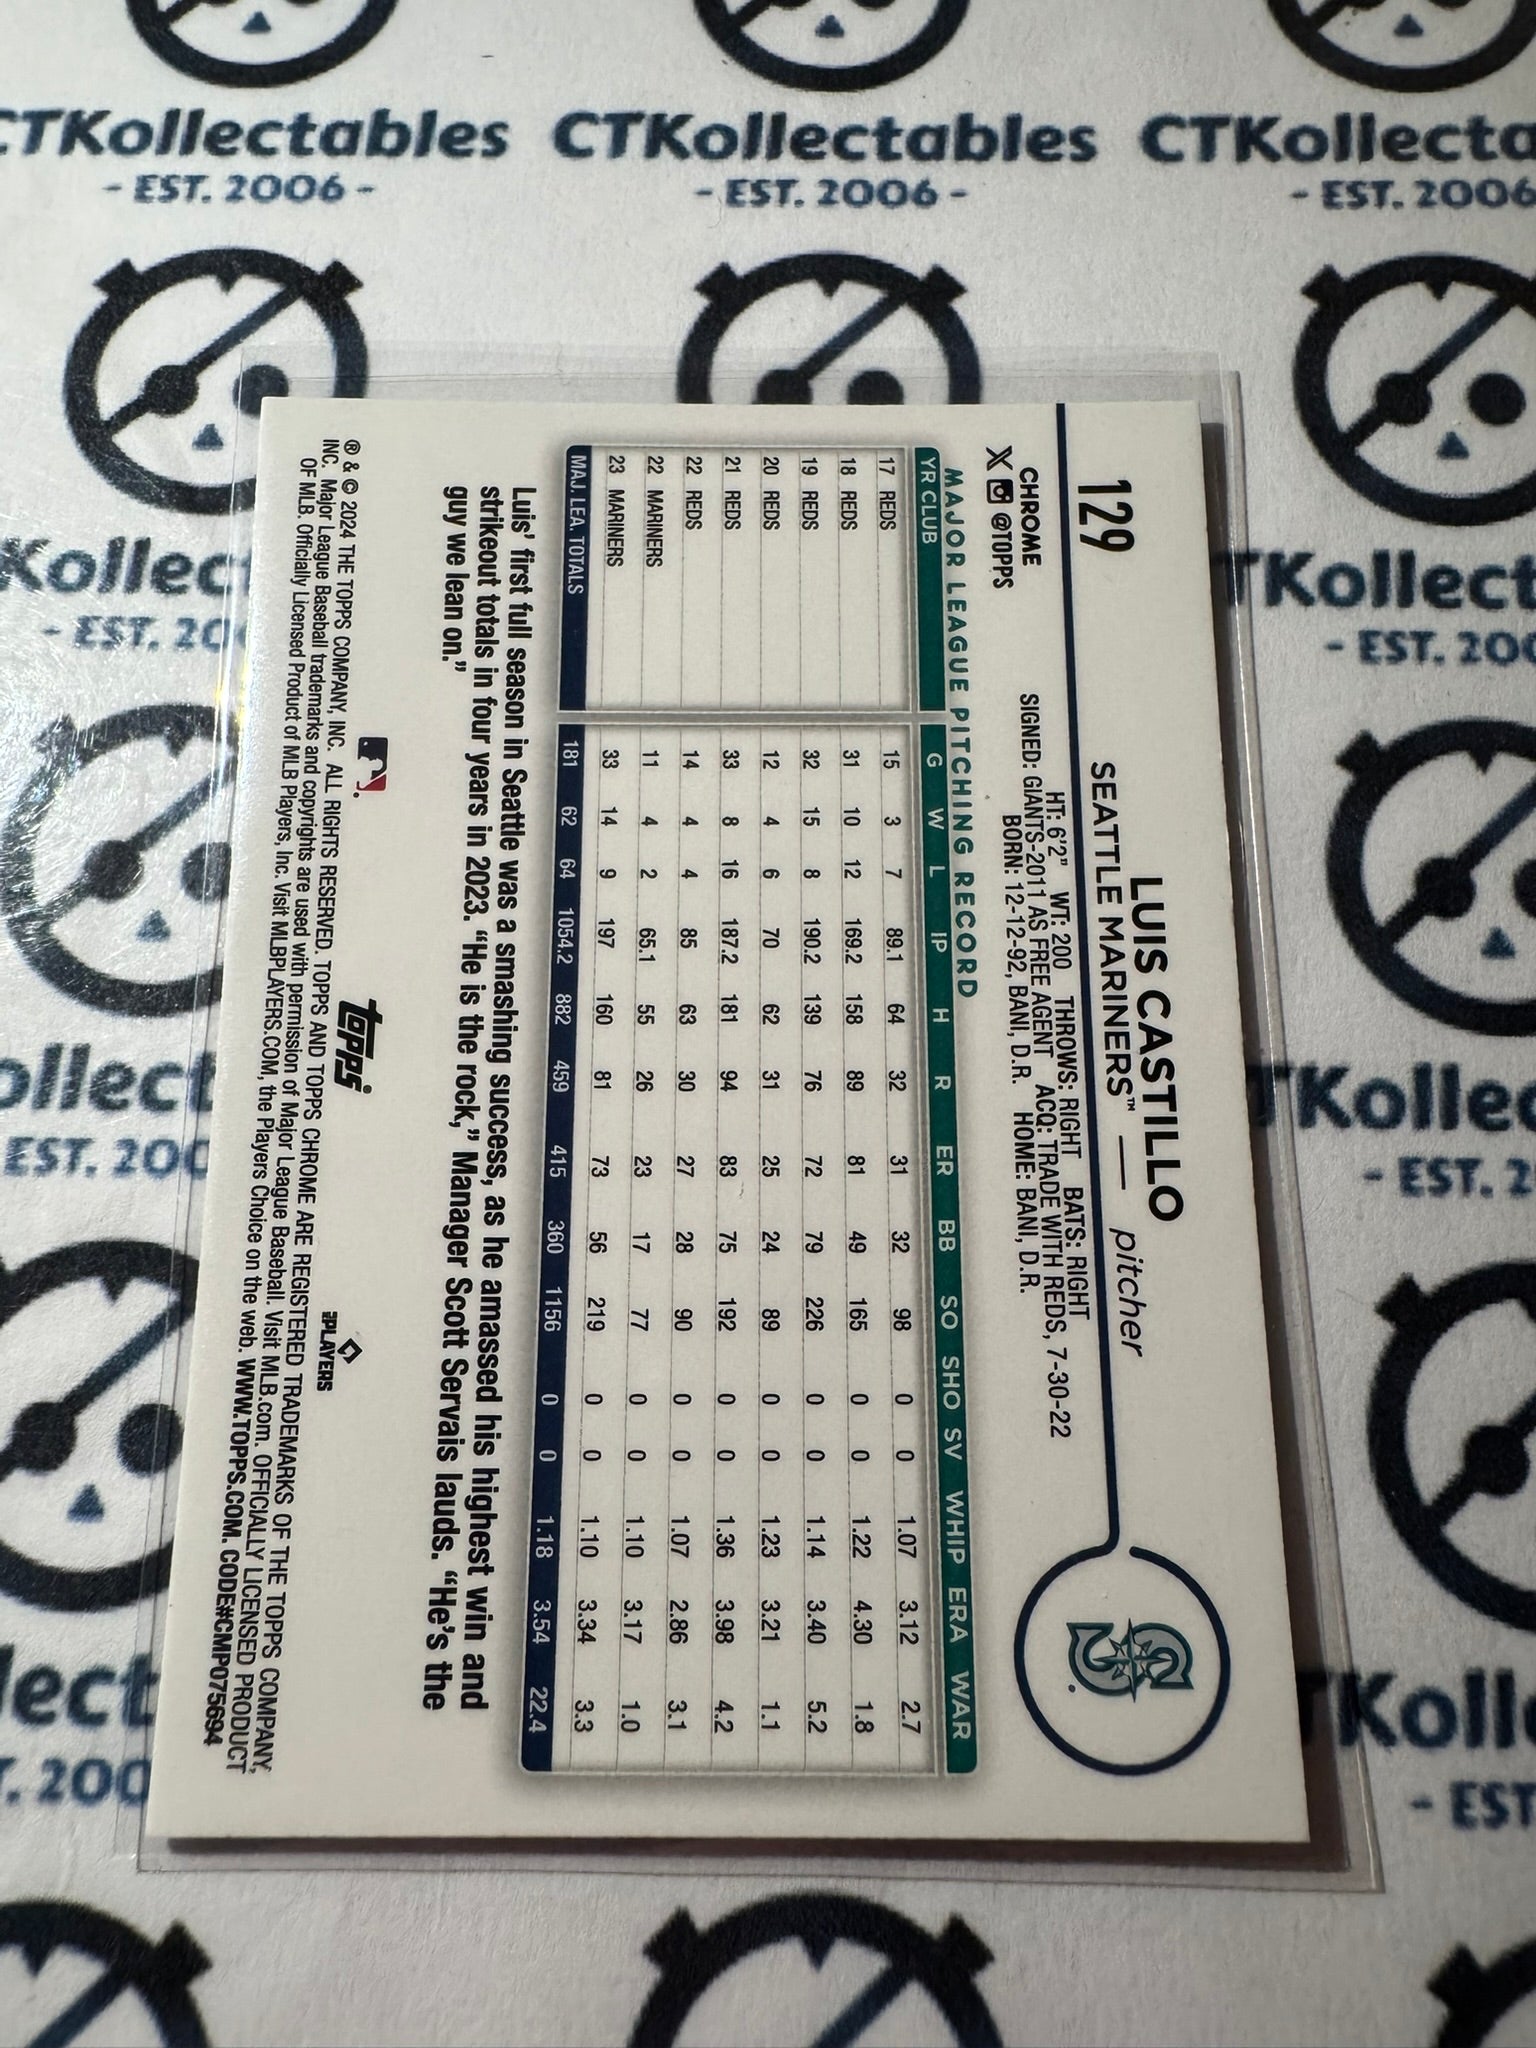 CTKollectables CTKollectables CTKollecta
- EST. 2006 - - EST. 2006 - - EST. 2006
129
LUIS CASTILLO
SEATTLE MARINERS™ — pitcher
CHROME
X @TOPPS
HT: 6'2" WT: 200 THROWS: RIGHT BATS: RIGHT
SIGNED: GIANTS-2011 AS FREE AGENT ACQ: TRADE WITH REDS, 7-30-22
BORN: 12-12-92, BANI, D.R. HOME: BANI, D.R.
MAJOR LEAGUE PITCHING RECORD
YR CLUB G W L IP H R ER BB SO SHO SV WHIP ERA WAR
17 REDS 15 3 7 89.1 64 32 31 32 98 0 0 1.07 3.12 2.7
18 REDS 31 10 12 169.2 158 89 81 49 165 0 0 1.22 4.30 1.8
19 REDS 32 15 8 190.2 139 76 72 79 226 0 0 1.14 3.40 5.2
20 REDS 12 4 6 70 62 31 25 24 89 0 0 1.23 3.21 1.1
21 REDS 33 8 16 187.2 181 94 83 75 192 0 0 1.36 3.98 4.2
22 REDS 14 4 4 85 63 30 27 28 90 0 0 1.07 2.86 3.1
22 MARINERS 11 4 2 65.1 55 26 23 17 77 0 0 1.10 3.17 1.0
23 MARINERS 33 14 9 197 160 81 73 56 219 0 0 1.10 3.34 3.3
MAJ. LEA. TOTALS 181 62 64 1054.2 882 459 415 360 1156 0 0 1.18 3.54 22.4
Luis' first full season in Seattle was a smashing success, as he amassed his highest win and
strikeout totals in four years in 2023. "He is the rock," Manager Scott Servais lauds. "He's the
guy we lean on."
topps
PLAYERS
® & © 2024 THE TOPPS COMPANY, INC. ALL RIGHTS RESERVED. TOPPS AND TOPPS CHROME ARE REGISTERED TRADEMARKS OF THE TOPPS COMPANY,
INC. Major League Baseball trademarks and copyrights are used with permission of Major League Baseball. Visit MLB.com. OFFICIALLY LICENSED PRODUCT
OF MLB. Officially Licensed Product of MLB Players, Inc. Visit MLBPLAYERS.COM, the Players Choice on the web. WWW.TOPPS.COM. CODE#CMP075694